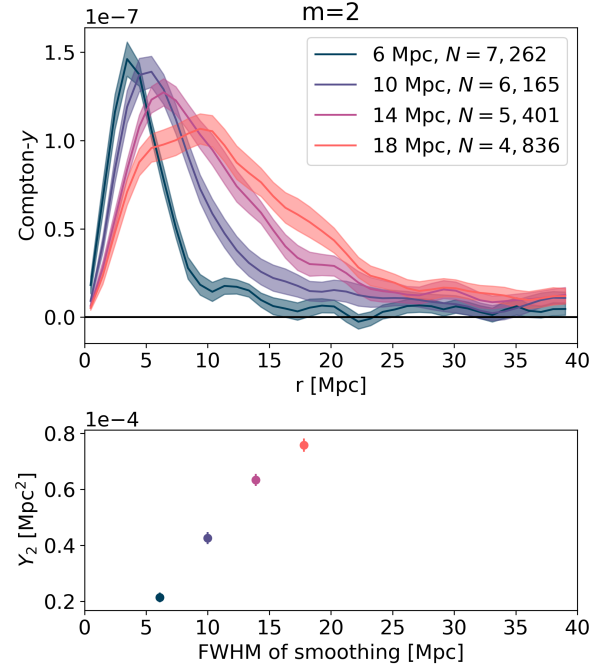 m=2
1e−7
Compton-y
1.5
1.0
0.5
0.0
6 Mpc, N = 7, 262
10 Mpc, N = 6, 165
14 Mpc, N = 5, 401
18 Mpc, N = 4, 836
0 5 10 15 20 25 30 35 40
r [Mpc]
1e−4
Y₂ [Mpc²]
0.8
0.6
0.4
0.2
0 5 10 15 20 25 30 35 40
FWHM of smoothing [Mpc]